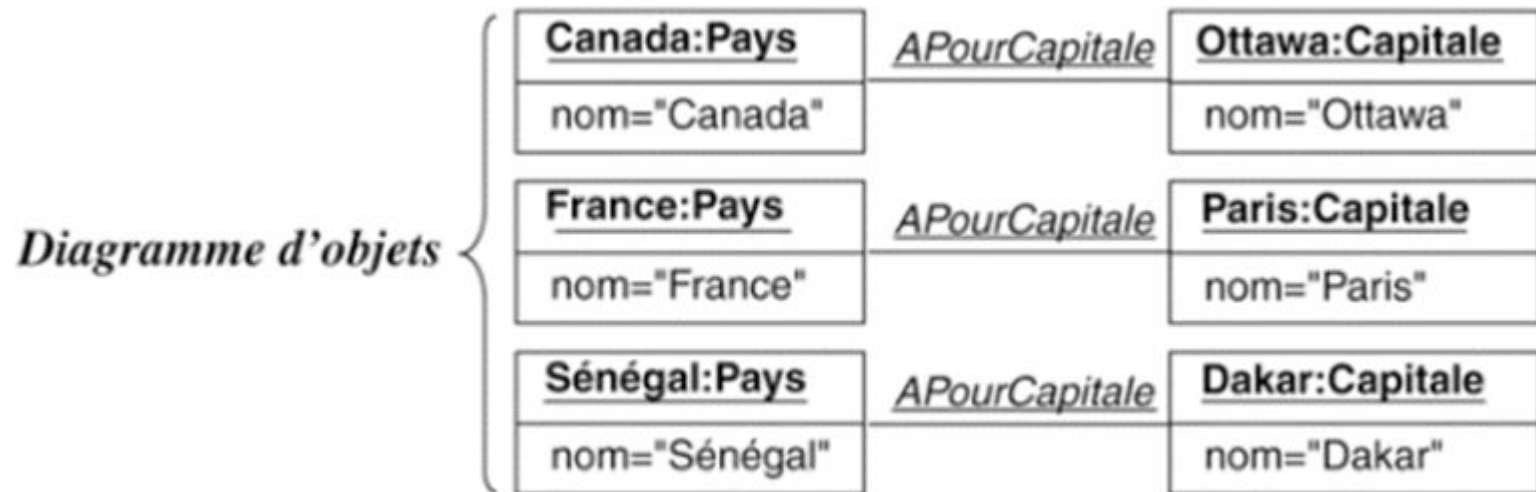 Canada:Pays APourCapitale Ottawa:Capitale
nom="Canada" nom="Ottawa"
France:Pays APourCapitale Paris:Capitale
Diagramme d'objets
nom="France" nom="Paris"
Sénégal:Pays APourCapitale Dakar:Capitale
nom="Sénégal" nom="Dakar"